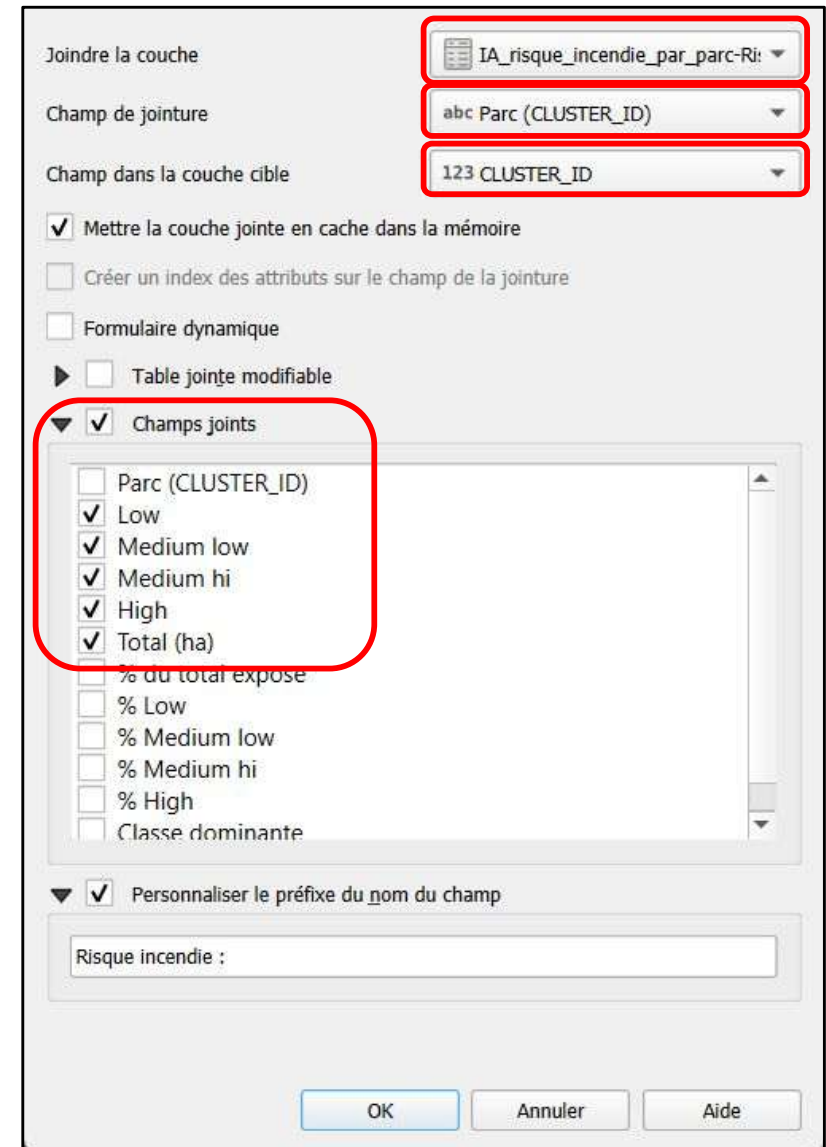 Joindre la couche IA_risque_incendie_par_parc-Ri:
Champ de jointure abc Parc (CLUSTER_ID)
Champ dans la couche cible 123 CLUSTER_ID
Mettre la couche jointe en cache dans la mémoire
Créer un index des attributs sur le champ de la jointure
Formulaire dynamique
Table jointe modifiable
Champs joints
Parc (CLUSTER_ID)
Low
Medium low
Medium hi
High
Total (ha)
% du total exposé
% Low
% Medium low
% Medium hi
% High
Classe dominante
Personnaliser le préfixe du nom du champ
Risque incendie :
OK Annuler Aide